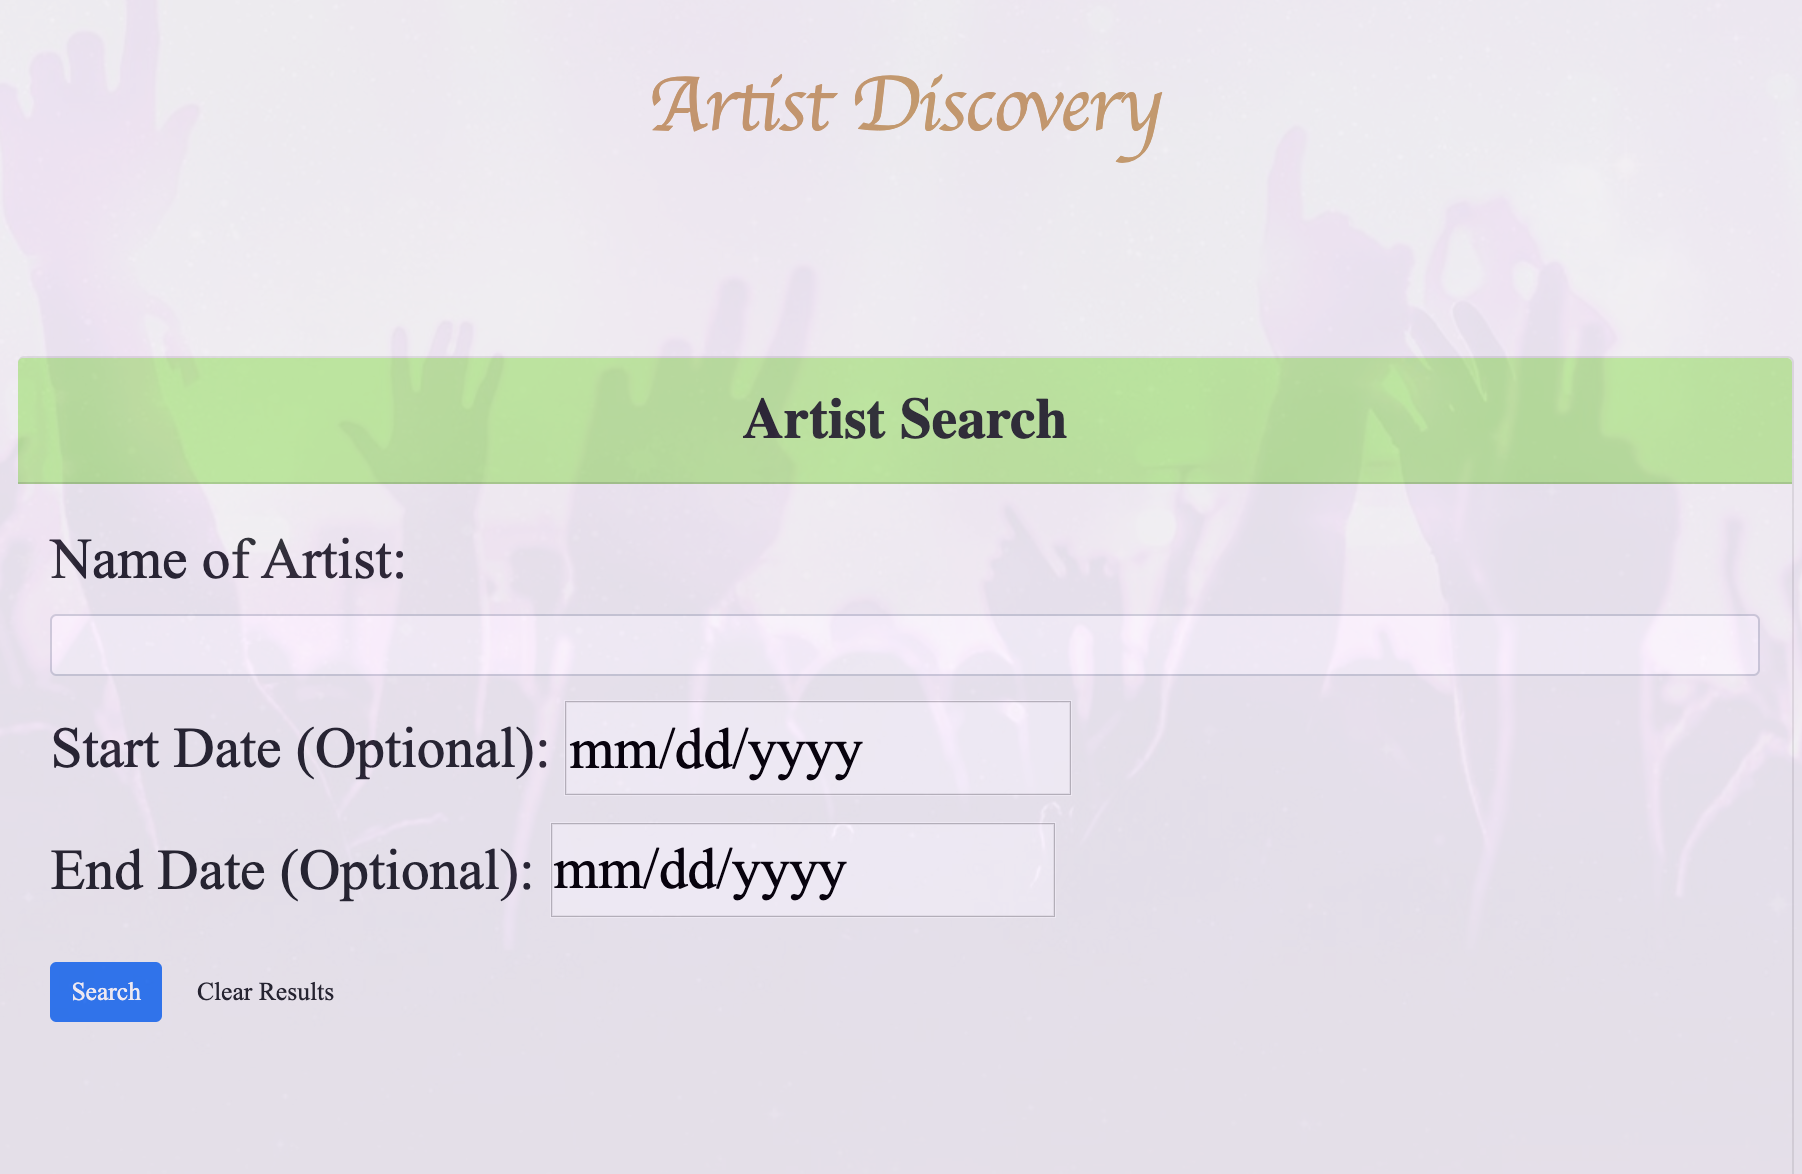 Artist Discovery
Artist Search
Name of Artist:
Start Date (Optional): mm/dd/yyyy
End Date (Optional): mm/dd/yyyy
Search Clear Results